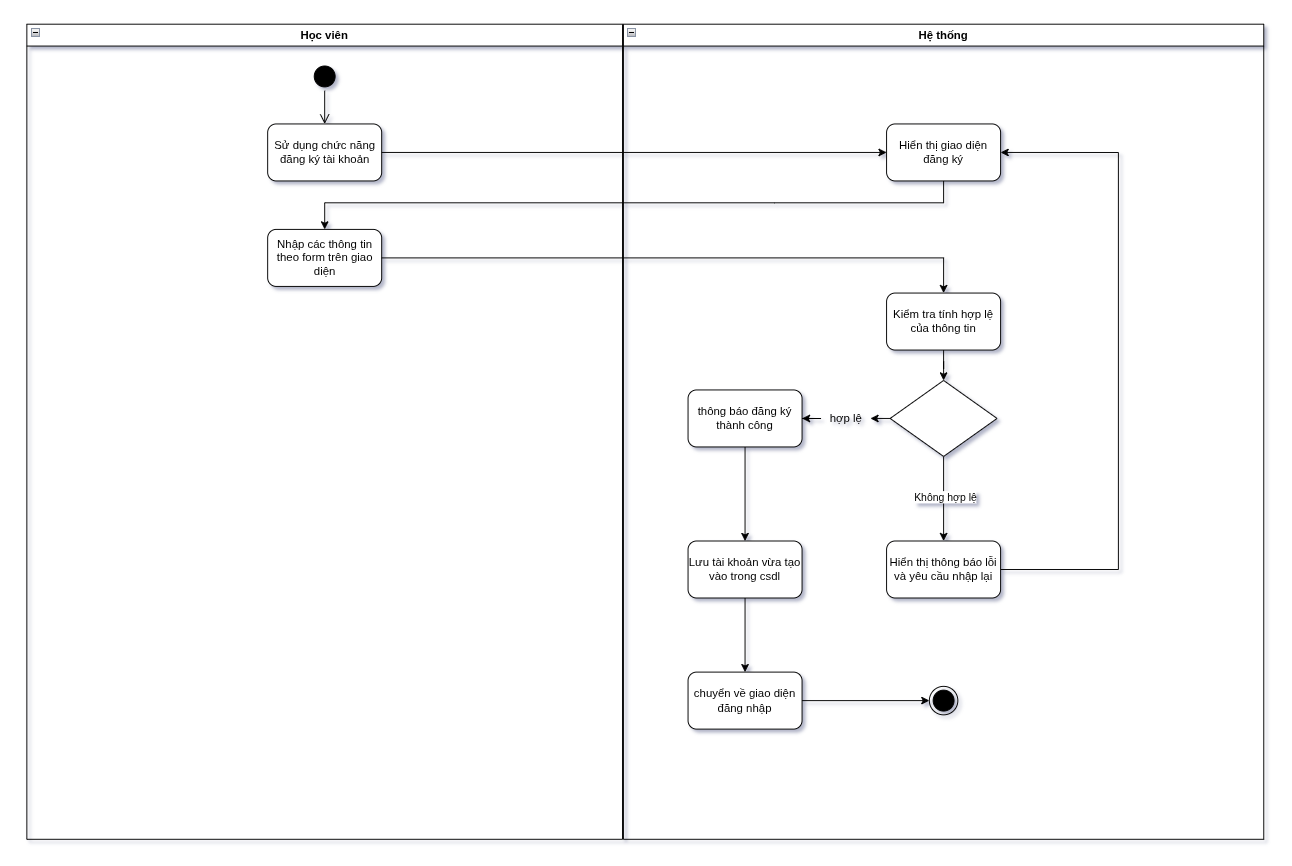 Học viên
Hệ thống
Sử dụng chức năng
đăng ký tài khoản
Hiển thị giao diện
đăng ký
Nhập các thông tin
theo form trên giao
diện
Kiểm tra tính hợp lệ
của thông tin
thông báo đăng ký
thành công
hợp lệ
Không hợp lệ
Lưu tài khoản vừa tạo
vào trong csdl
Hiển thị thông báo lỗi
và yêu cầu nhập lại
chuyển về giao diện
đăng nhập